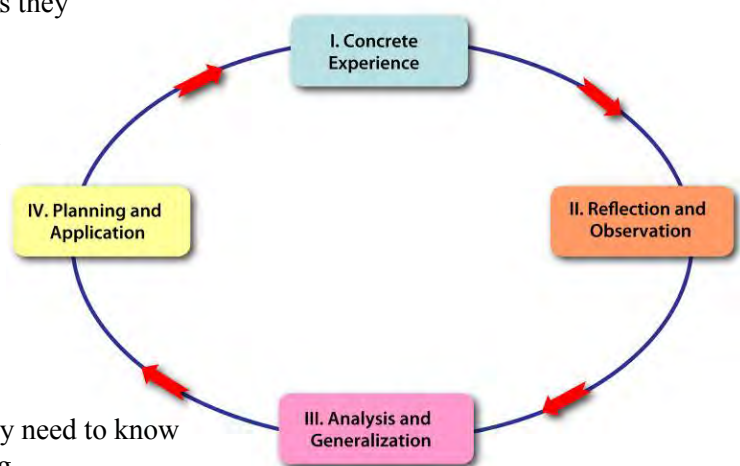 s they
I. Concrete
Experience
II. Reflection and
Observation
III. Analysis and
Generalization
IV. Planning and
Application
y need to know